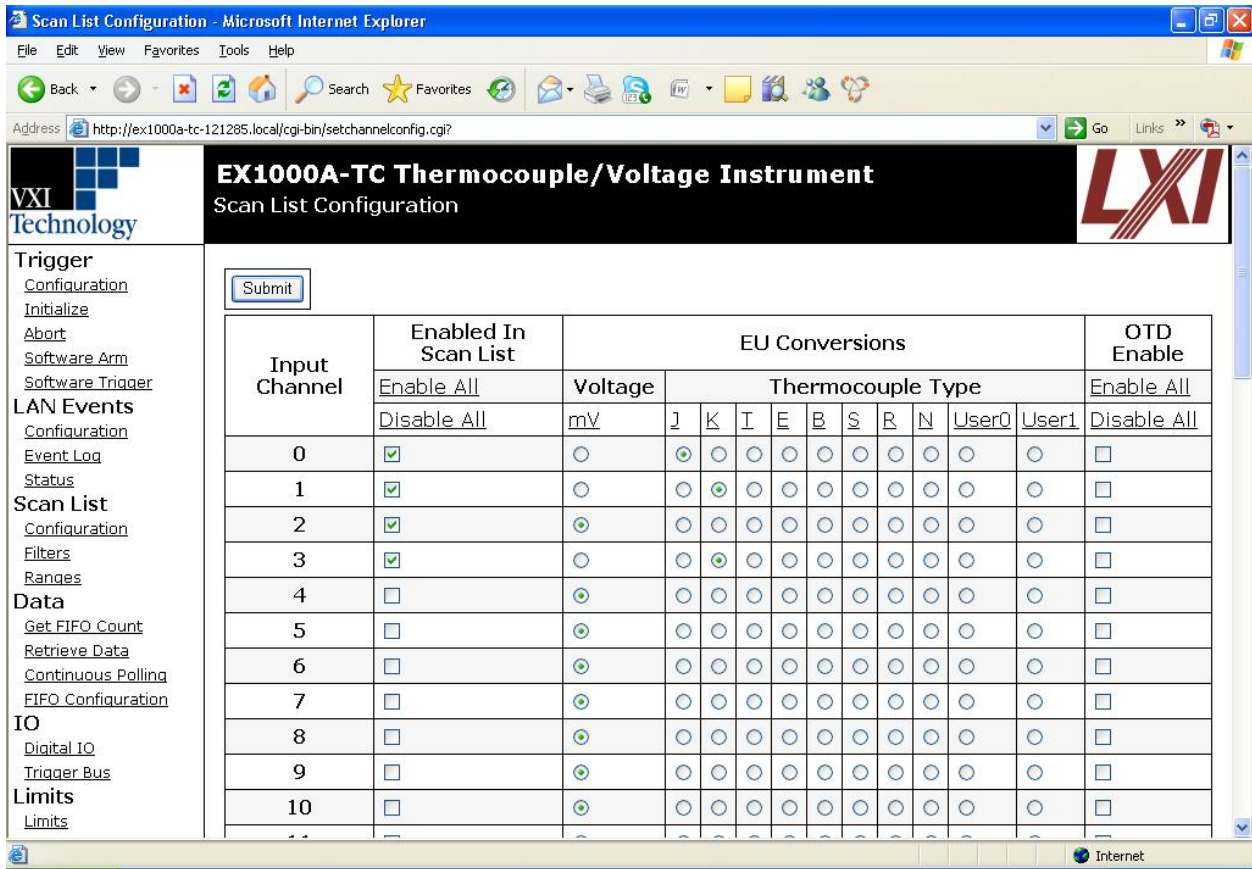 Scan List Configuration - Microsoft Internet Explorer
File Edit View Favorites Tools Help
Back Search Favorites
Address http://ex1000a-tc-121285.local/cgi-bin/setchannelconfig.cgi? Go Links »
VXI Technology
EX1000A-TC Thermocouple/Voltage Instrument
Scan List Configuration
LXI
Trigger
Configuration
Initialize
Abort
Software Arm
Software Trigger
LAN Events
Configuration
Event Log
Status
Scan List
Configuration
Filters
Ranges
Data
Get FIFO Count
Retrieve Data
Continuous Polling
FIFO Configuration
IO
Digital IO
Trigger Bus
Limits
Limits
Submit
Input Channel Enabled In Scan List EU Conversions OTD Enable
Enable All Voltage Thermocouple Type Enable All
Disable All mV J K T E B S R N User0 User1 Disable All
0
1
2
3
4
5
6
7
8
9
10
Internet